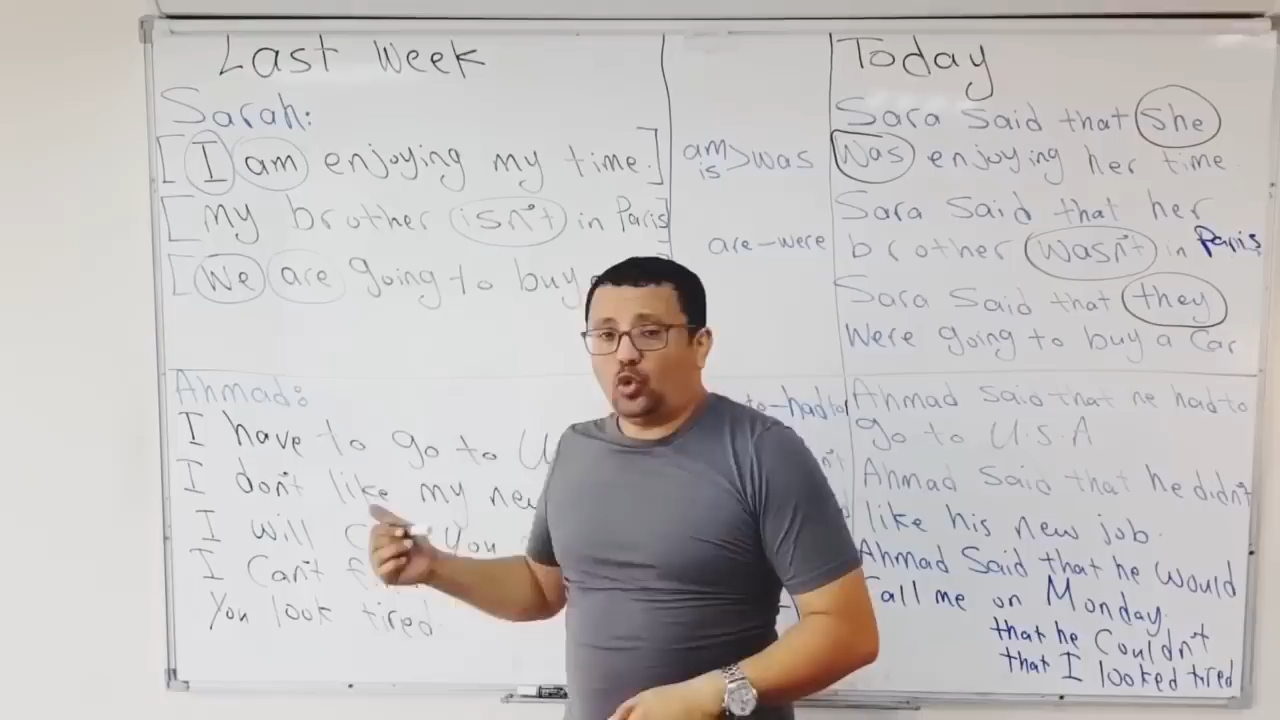 Last Week
Sarah:
[I am enjoying my time.]
[My brother isn't in Paris]
[We are going to buy
Ahmad:
I have to go to U
I don't like my new
I will you
I can't
You look tired
am
is >was
are-were
to-had to
Today
Sara said that she
was enjoying her time.
Sara said that her
brother wasn't in Paris
Sara said that they
were going to buy a car
Ahmad said that he had to
go to U.S.A
Ahmad said that he didn't
like his new job.
Ahmad said that he would
call me on Monday.
that he couldn't
that I looked tired